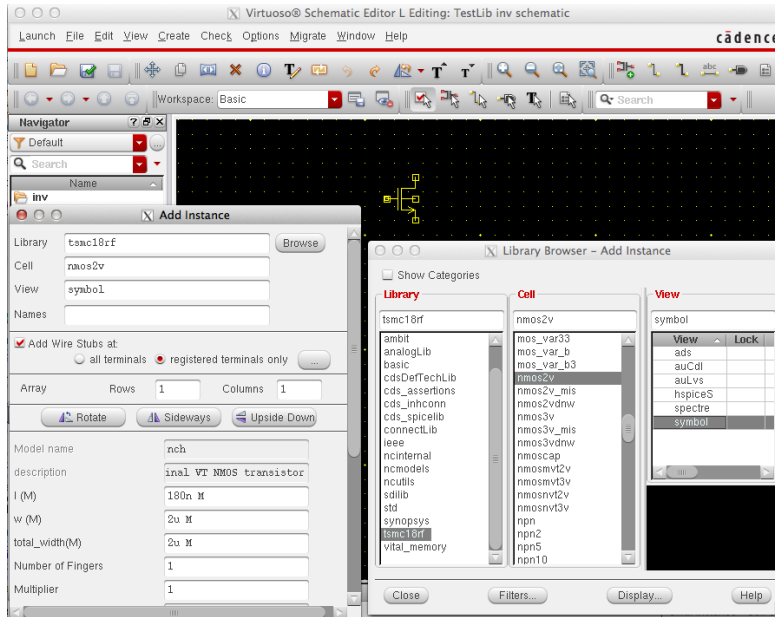 Virtuoso® Schematic Editor L Editing: TestLib inv schematic
Launch File Edit View Create Check Options Migrate Window Help
cādence
T T T abc
Workspace: Basic
T Search
Navigator
Default
Search
Name
inv
Add Instance
Library tsmc18rf Browse
Cell nmos2v
View symbol
Names
Add Wire Stubs at:
all terminals registered terminals only ...
Array Rows 1 Columns 1
Rotate Sideways Upside Down
Model name nch
description inal VT NMOS transistor
l (M) 180n M
w (M) 2u M
total_width(M) 2u M
Number of Fingers 1
Multiplier 1
Library Browser - Add Instance
Show Categories
Library
tsmc18rf
ambit
analogLib
basic
cdsDefTechLib
cds_assertions
cds_inhconn
cds_spicelib
connectLib
ieee
ncinternal
ncmodels
ncutils
sdilib
std
synopsys
tsmc18rf
vital_memory
Cell
nmos2v
mos_var33
mos_var_b
mos_var_b3
nmos2v
nmos2v_mis
nmos2vdnw
nmos3v
nmos3v_mis
nmos3vdnw
nmoscap
nmosmvt2v
nmosmvt3v
nmosnvt2v
nmosnvt3v
npn
npn2
npn5
npn10
View
symbol
View Lock
ads
auCdl
auLvs
hspiceS
spectre
symbol
Close Filters... Display... Help